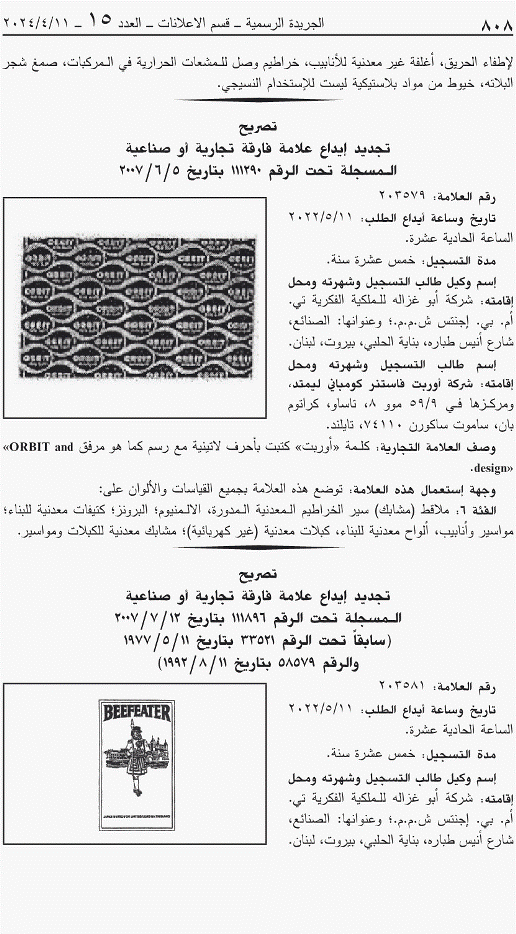 ٨٠٨
الجريدة الرسمية ـ قسم الاعلانات ـ العدد ١٥ ـ ٢٠٢٤/٤/١١
لإطفاء الحريق، أغلفة غير معدنية للأنابيب، خراطيم وصل للمشعات الحرارية في المركبات، صمغ شجر
البلاته، خيوط من مواد بلاستيكية ليست للإستخدام النسيجي.
تصريح
تجديد إيداع علامة فارقة تجارية أو صناعية
المسجلة تحت الرقم ١١١٢٩٠ بتاريخ ٢٠٠٧/٦/٥
رقم العلامة: ٢٠٣٥٧٩
تاريخ وساعة أيداع الطلب: ٢٠٢٢/٥/١١
الساعة الحادية عشرة.
مدة التسجيل: خمس عشرة سنة.
إسم وكيل طالب التسجيل وشهرته ومحل
إقامته: شركة أبو غزاله للملكية الفكرية تي.
أم. بي. إجنتس ش.م.م.؛ وعنوانها: الصنائع،
شارع أنيس طباره، بناية الحلبي، بيروت، لبنان.
إسم طالب التسجيل وشهرته ومحل
إقامته: شركة أوربت فاستنر كومباني ليمتد،
ومركزها في ٥٩/٩ موو ٨، تاساو، كراتوم
بان، ساموت ساكورن ٧٤١١٠، تايلند.
ORBIT
وصف العلامة التجارية: كلمة «أوربت» كتبت بأحرف لاتينية مع رسم كما هو مرفق «ORBIT and
design».
وجهة إستعمال هذه العلامة: توضع هذه العلامة بجميع القياسات والألوان على:
الفئة ٦: ملاقط (مشابك) سير الخراطيم المعدنية المدورة، الالمنيوم؛ البرونز؛ كتيفات معدنية للبناء؛
مواسير وأنابيب، ألواح معدنية للبناء، كبلات معدنية (غير كهربائية)؛ مشابك معدنية للكبلات ومواسير.
تصريح
تجديد إيداع علامة فارقة تجارية أو صناعية
المسجلة تحت الرقم ١١١٨٩٦ بتاريخ ٢٠٠٧/٧/١٢
(سابقاً تحت الرقم ٣٣٥٢١ بتاريخ ١٩٧٧/٥/١١
والرقم ٥٨٥٧٩ بتاريخ ١٩٩٢/٨/١١)
رقم العلامة: ٢٠٣٥٨١
تاريخ وساعة أيداع الطلب: ٢٠٢٢/٥/١١
الساعة الحادية عشرة.
مدة التسجيل: خمس عشرة سنة.
إسم وكيل طالب التسجيل وشهرته ومحل
إقامته: شركة أبو غزاله للملكية الفكرية تي.
أم. بي. إجنتس ش.م.م.؛ وعنوانها: الصنائع،
شارع أنيس طباره، بناية الحلبي، بيروت، لبنان.
BEEFEATER